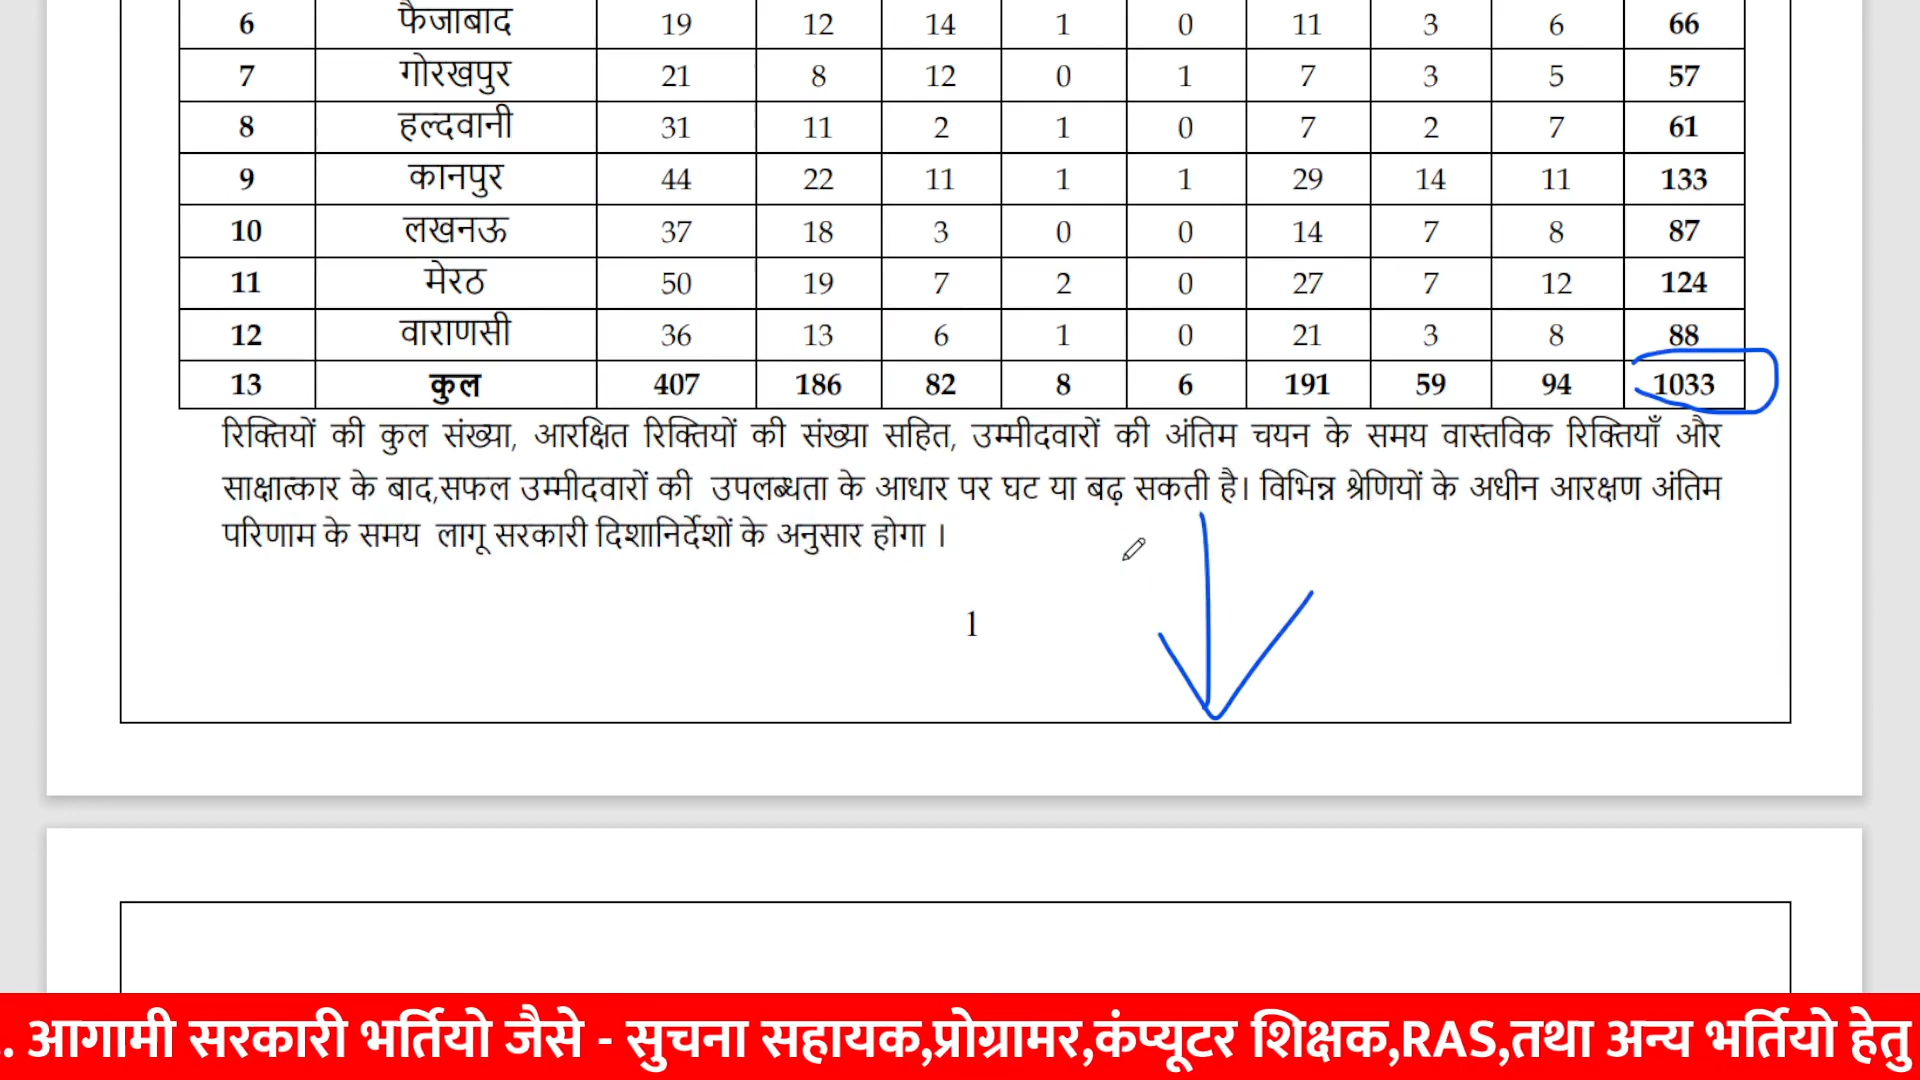 6 फैजाबाद 19 12 14 1 0 11 3 6 66
7 गोरखपुर 21 8 12 0 1 7 3 5 57
8 हल्दवानी 31 11 2 1 0 7 2 7 61
9 कानपुर 44 22 11 1 1 29 14 11 133
10 लखनऊ 37 18 3 0 0 14 7 8 87
11 मेरठ 50 19 7 2 0 27 7 12 124
12 वाराणसी 36 13 6 1 0 21 3 8 88
13 कुल 407 186 82 8 6 191 59 94 1033
रिक्तियों की कुल संख्या, आरक्षित रिक्तियों की संख्या सहित, उम्मीदवारों की अंतिम चयन के समय वास्तविक रिक्तियाँ और
साक्षात्कार के बाद,सफल उम्मीदवारों की उपलब्धता के आधार पर घट या बढ़ सकती है। विभिन्न श्रेणियों के अधीन आरक्षण अंतिम
परिणाम के समय लागू सरकारी दिशानिर्देशों के अनुसार होगा ।
1
. आगामी सरकारी भर्तियो जैसे - सुचना सहायक,प्रोग्रामर,कंप्यूटर शिक्षक,RAS,तथा अन्य भर्तियो हेतु